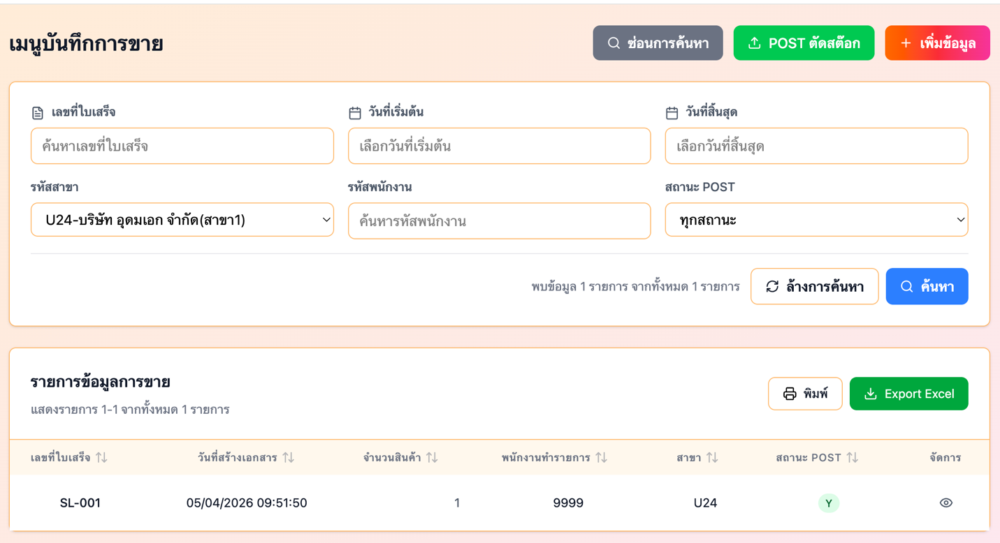 เมนูบันทึกการขาย
ซ่อนการค้นหา
POST ตัดสต๊อก
เพิ่มข้อมูล
เลขที่ใบเสร็จ
วันที่เริ่มต้น
วันที่สิ้นสุด
ค้นหาเลขที่ใบเสร็จ
เลือกวันที่เริ่มต้น
เลือกวันที่สิ้นสุด
รหัสสาขา
รหัสพนักงาน
สถานะ POST
U24-บริษัท อุดมเอก จำกัด(สาขา1)
ค้นหารหัสพนักงาน
ทุกสถานะ
พบข้อมูล 1 รายการ จากทั้งหมด 1 รายการ
ล้างการค้นหา
ค้นหา
รายการข้อมูลการขาย
แสดงรายการ 1-1 จากทั้งหมด 1 รายการ
พิมพ์
Export Excel
เลขที่ใบเสร็จ วันที่สร้างเอกสาร จำนวนสินค้า พนักงานทำรายการ สาขา สถานะ POST จัดการ
SL-001 05/04/2026 09:51:50 1 9999 U24 Y